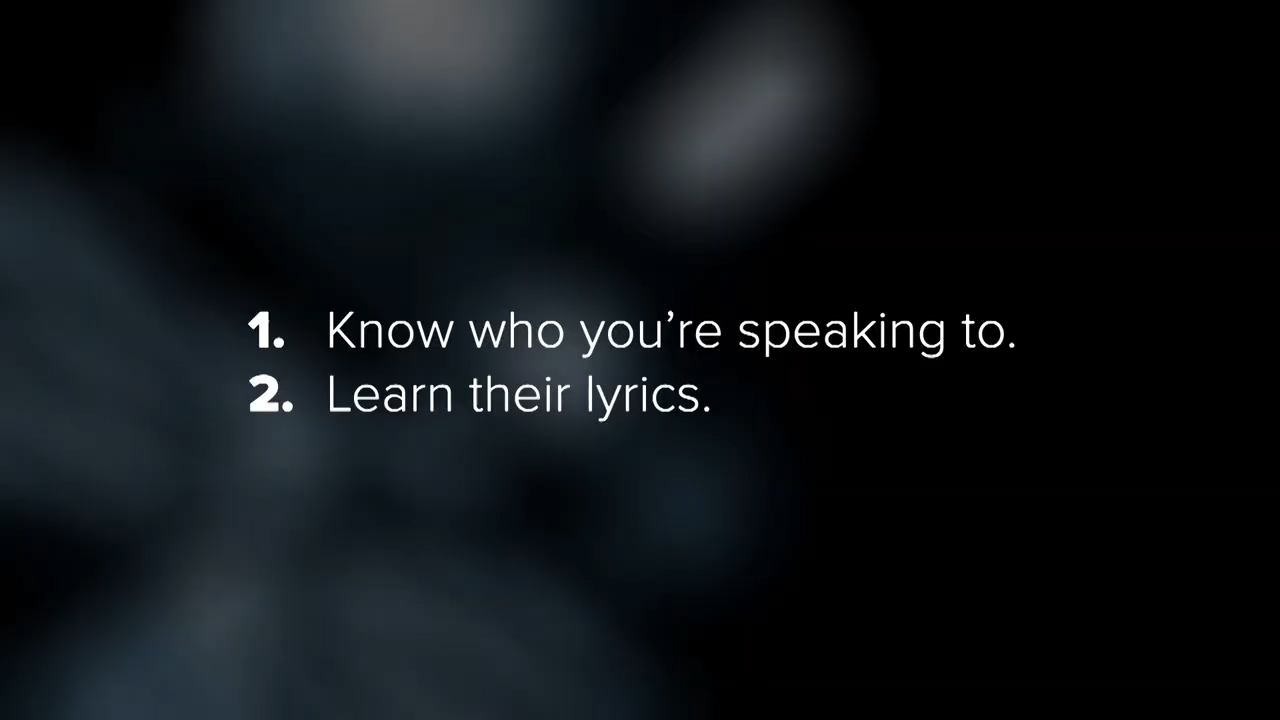 1. Know who you’re speaking to.
2. Learn their lyrics.